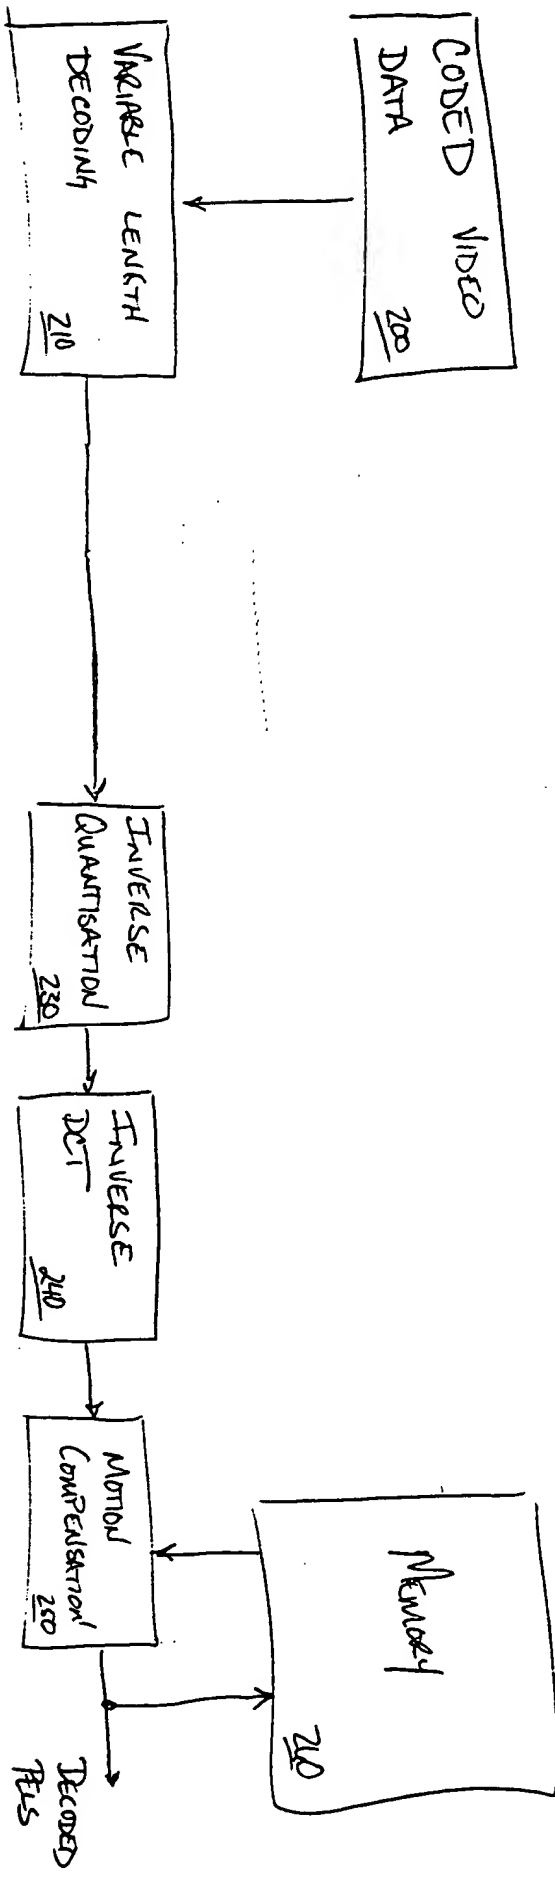 CODED VIDEO
DATA
200
VARIABLE LENGTH
DECODING
210
INVERSE
QUANTISATION
230
INVERSE
DCT
240
MOTION
COMPENSATION
250
MEMORY
260
DECODED
PELS